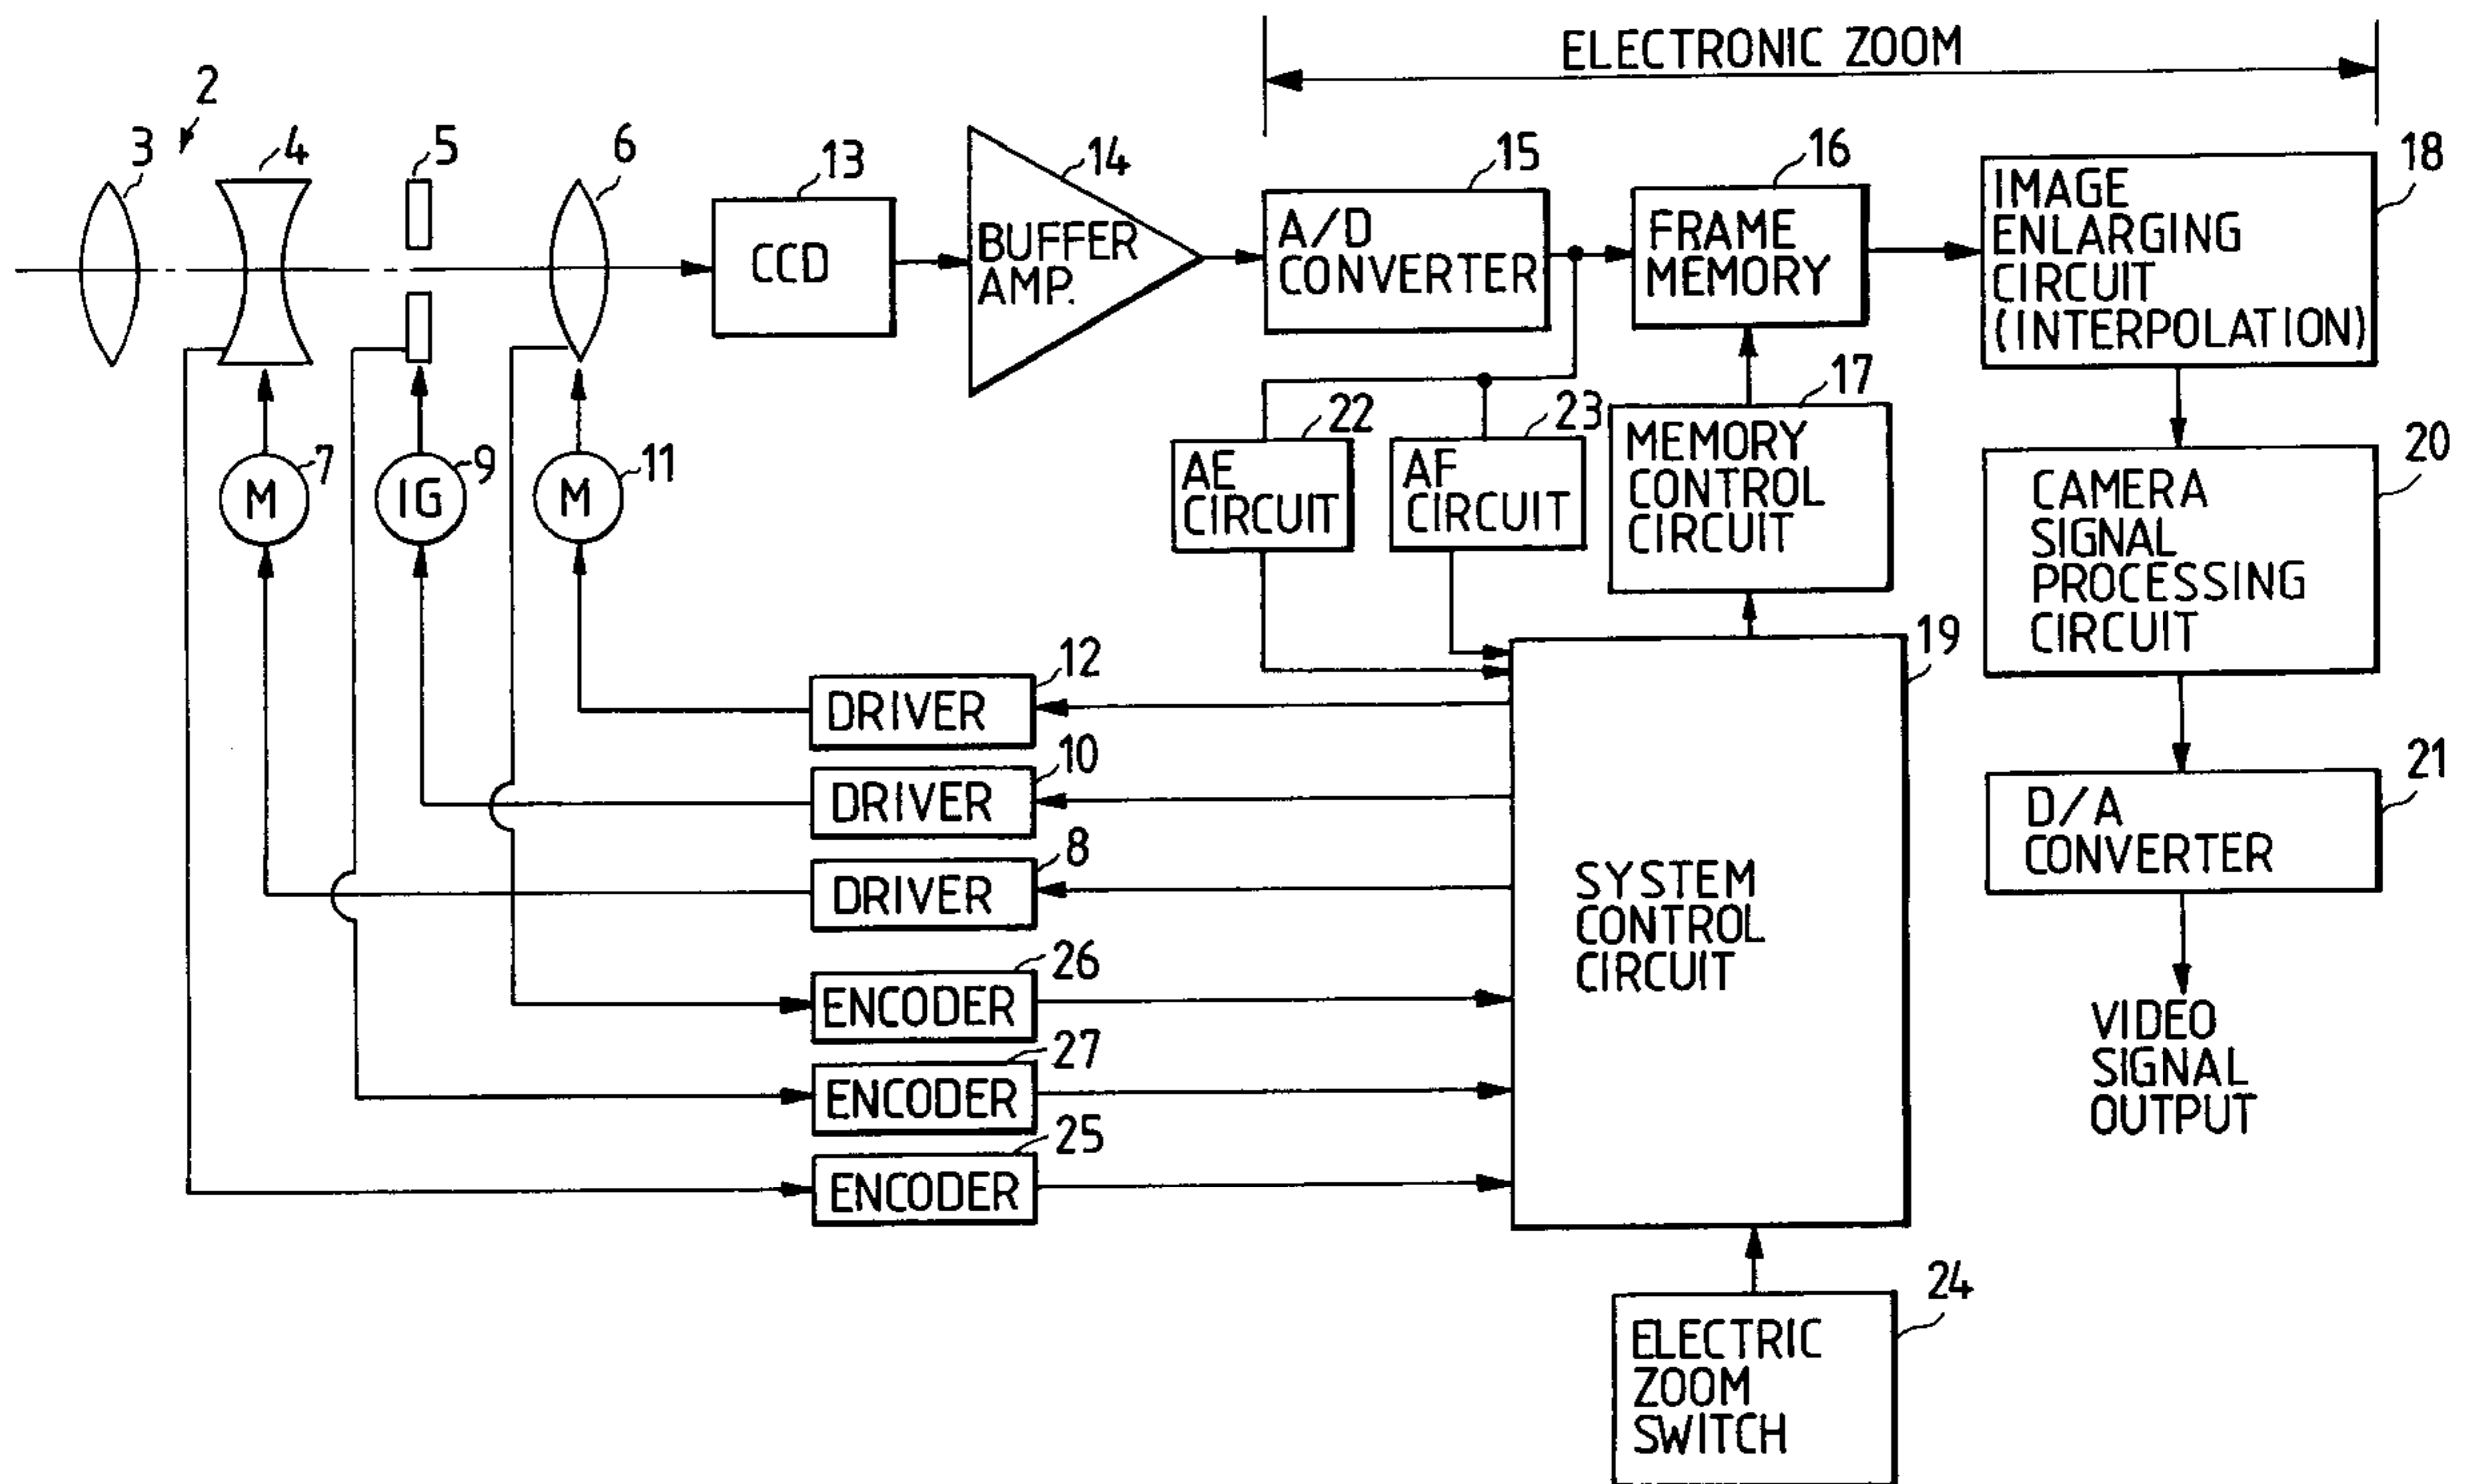 ELECTRONIC ZOOM
2
3
4
5
6
13
CCD
14
BUFFER
AMP.
15
A/D
CONVERTER
16
FRAME
MEMORY
18
IMAGE
ENLARGING
CIRCUIT
(INTERPOLATION)
7
M
9
IG
11
M
22
AE
CIRCUIT
23
AF
CIRCUIT
17
MEMORY
CONTROL
CIRCUIT
20
CAMERA
SIGNAL
PROCESSING
CIRCUIT
12
DRIVER
10
DRIVER
8
DRIVER
26
ENCODER
27
ENCODER
25
ENCODER
19
SYSTEM
CONTROL
CIRCUIT
21
D/A
CONVERTER
VIDEO
SIGNAL
OUTPUT
24
ELECTRIC
ZOOM
SWITCH